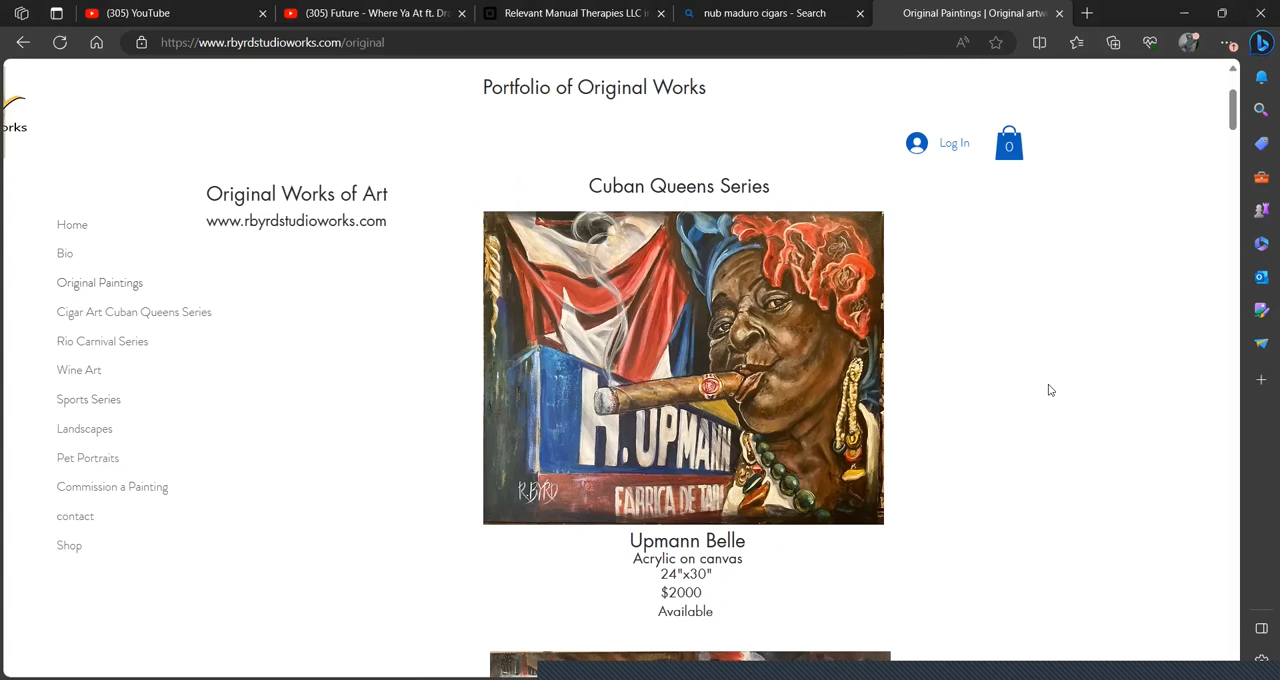 (305) YouTube
(305) Future - Where Ya At ft. Dra
Relevant Manual Therapies LLC in
nub maduro cigars - Search
Original Paintings | Original artw
https://www.rbyrdstudioworks.com/original
orks
Portfolio of Original Works
Log In
0
Original Works of Art
www.rbyrdstudioworks.com
Home
Bio
Original Paintings
Cigar Art Cuban Queens Series
Rio Carnival Series
Wine Art
Sports Series
Landscapes
Pet Portraits
Commission a Painting
contact
Shop
Cuban Queens Series
H. UPMANN
R.BYRD
FABRICA DE TABA
Upmann Belle
Acrylic on canvas
24"x30"
$2000
Available